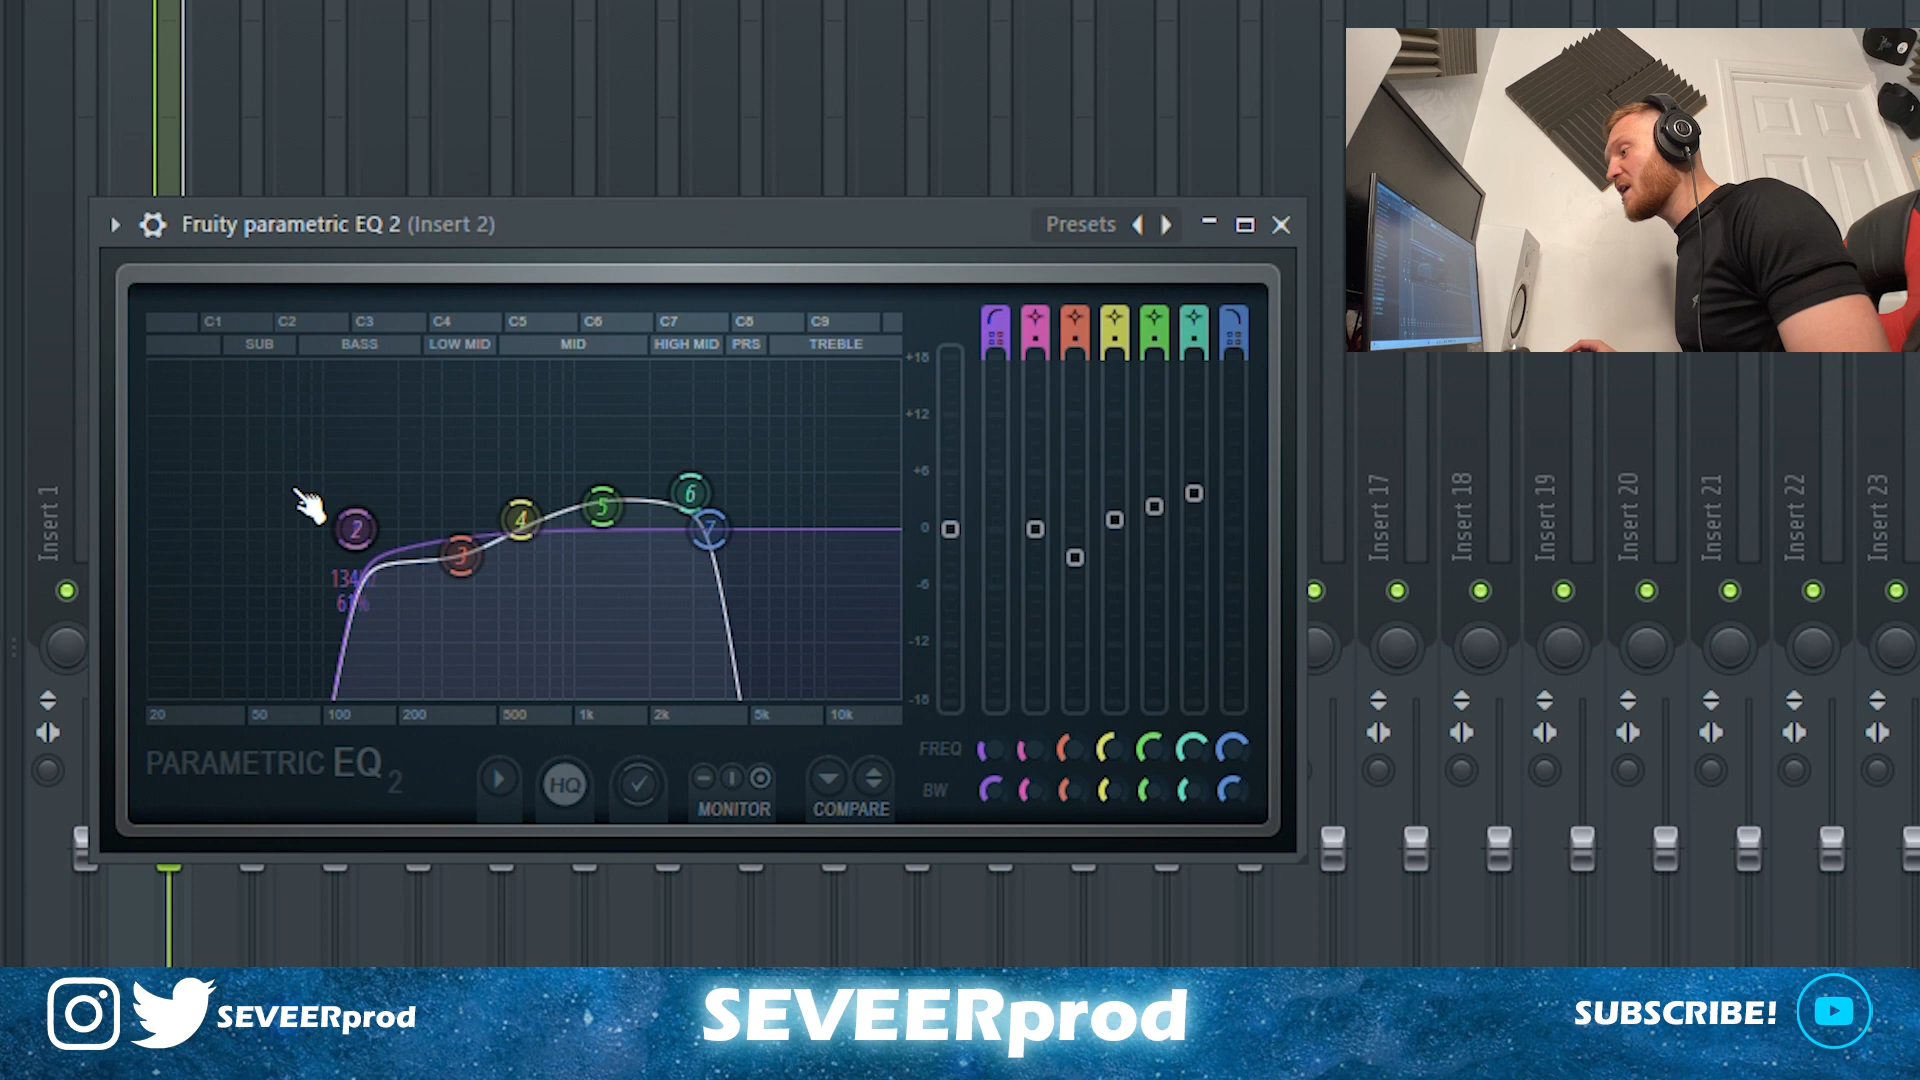 Fruity parametric EQ 2 (Insert 2)
Presets
C1 C2 C3 C4 C5 C6 C7 C8 C9
SUB BASS LOW MID MID HIGH MID PRS TREBLE
+18
+12
+6
0
-6
-12
-18
2
3
4
5
6
7
20 50 100 200 500 1k 2k 5k 10k
PARAMETRIC EQ 2
HQ
MONITOR
COMPARE
FREQ
BW
Insert 1
Insert 17
Insert 18
Insert 19
Insert 20
Insert 21
Insert 22
Insert 23
SEVEERprod
SEVEERprod
SUBSCRIBE!